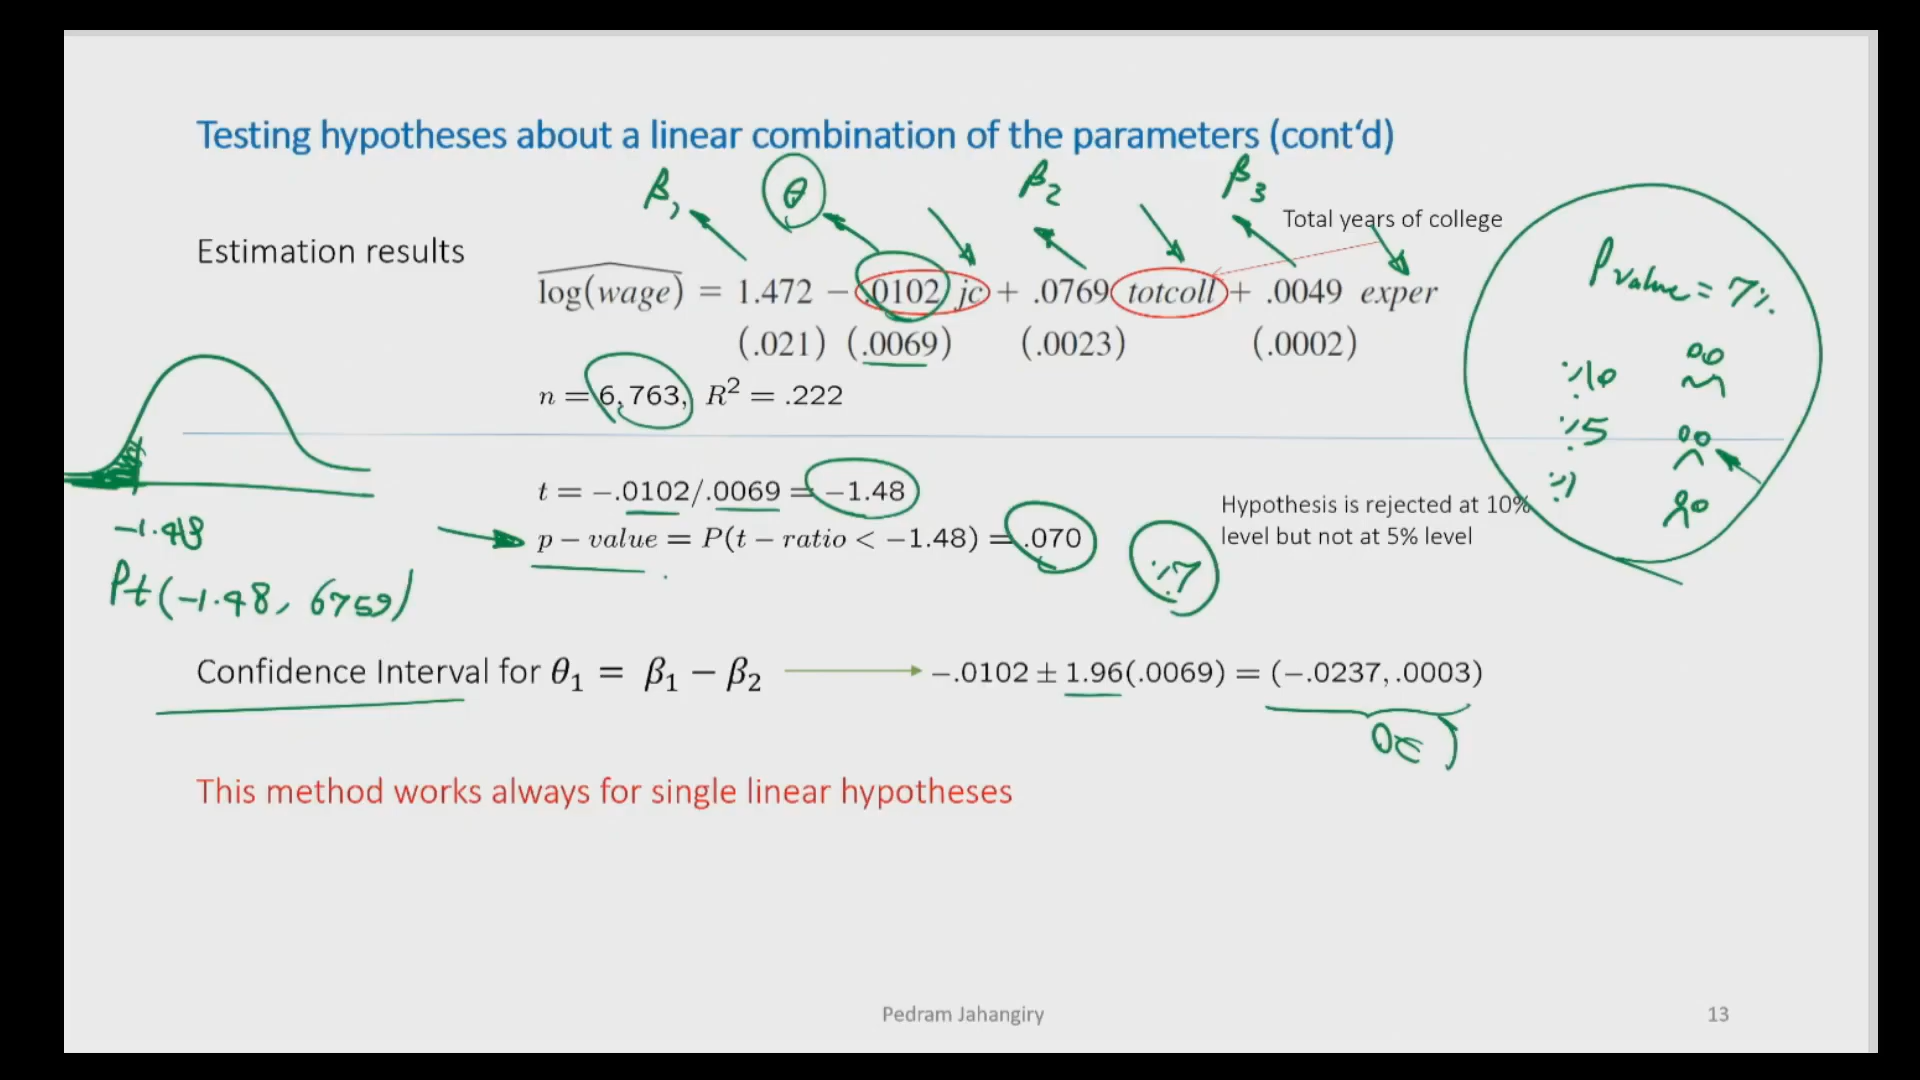 Testing hypotheses about a linear combination of the parameters (cont'd)
β1 θ β2 β3
Total years of college
Estimation results
log(wage) = 1.472 − .0102 jc + .0769 totcoll + .0049 exper
(.021) (.0069) (.0023) (.0002)
n = 6,763, R² = .222
P value = 7%
%10
%5
%1
t = −.0102/.0069 = −1.48
p − value = P(t − ratio < −1.48) = .070
%7
Hypothesis is rejected at 10%
level but not at 5% level
−1.48
Pt(−1.48, 6759)
Confidence Interval for θ₁ = β₁ − β₂
−.0102 ± 1.96(.0069) = (−.0237, .0003)
0∈
This method works always for single linear hypotheses
Pedram Jahangiry
13